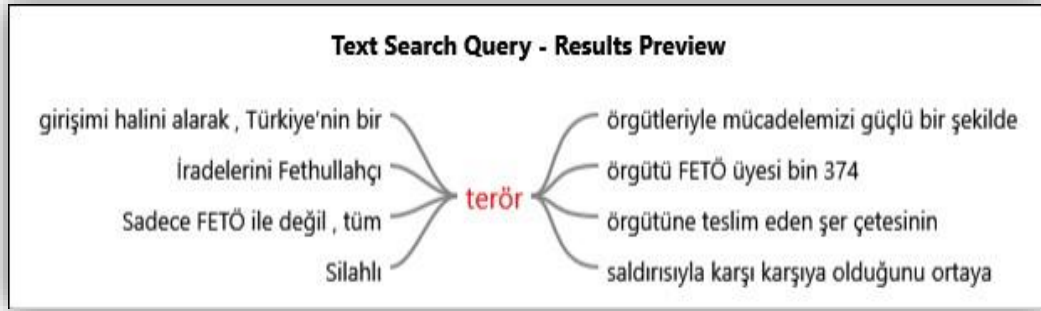 Text Search Query - Results Preview
girişimi halini alarak , Türkiye'nin bir
İradelerini Fethullahçı
Sadece FETÖ ile değil , tüm
Silahlı
terör
örgütleriyle mücadelemizi güçlü bir şekilde
örgütü FETÖ üyesi bin 374
örgütüne teslim eden şer çetesinin
saldırısıyla karşı karşıya olduğunu ortaya